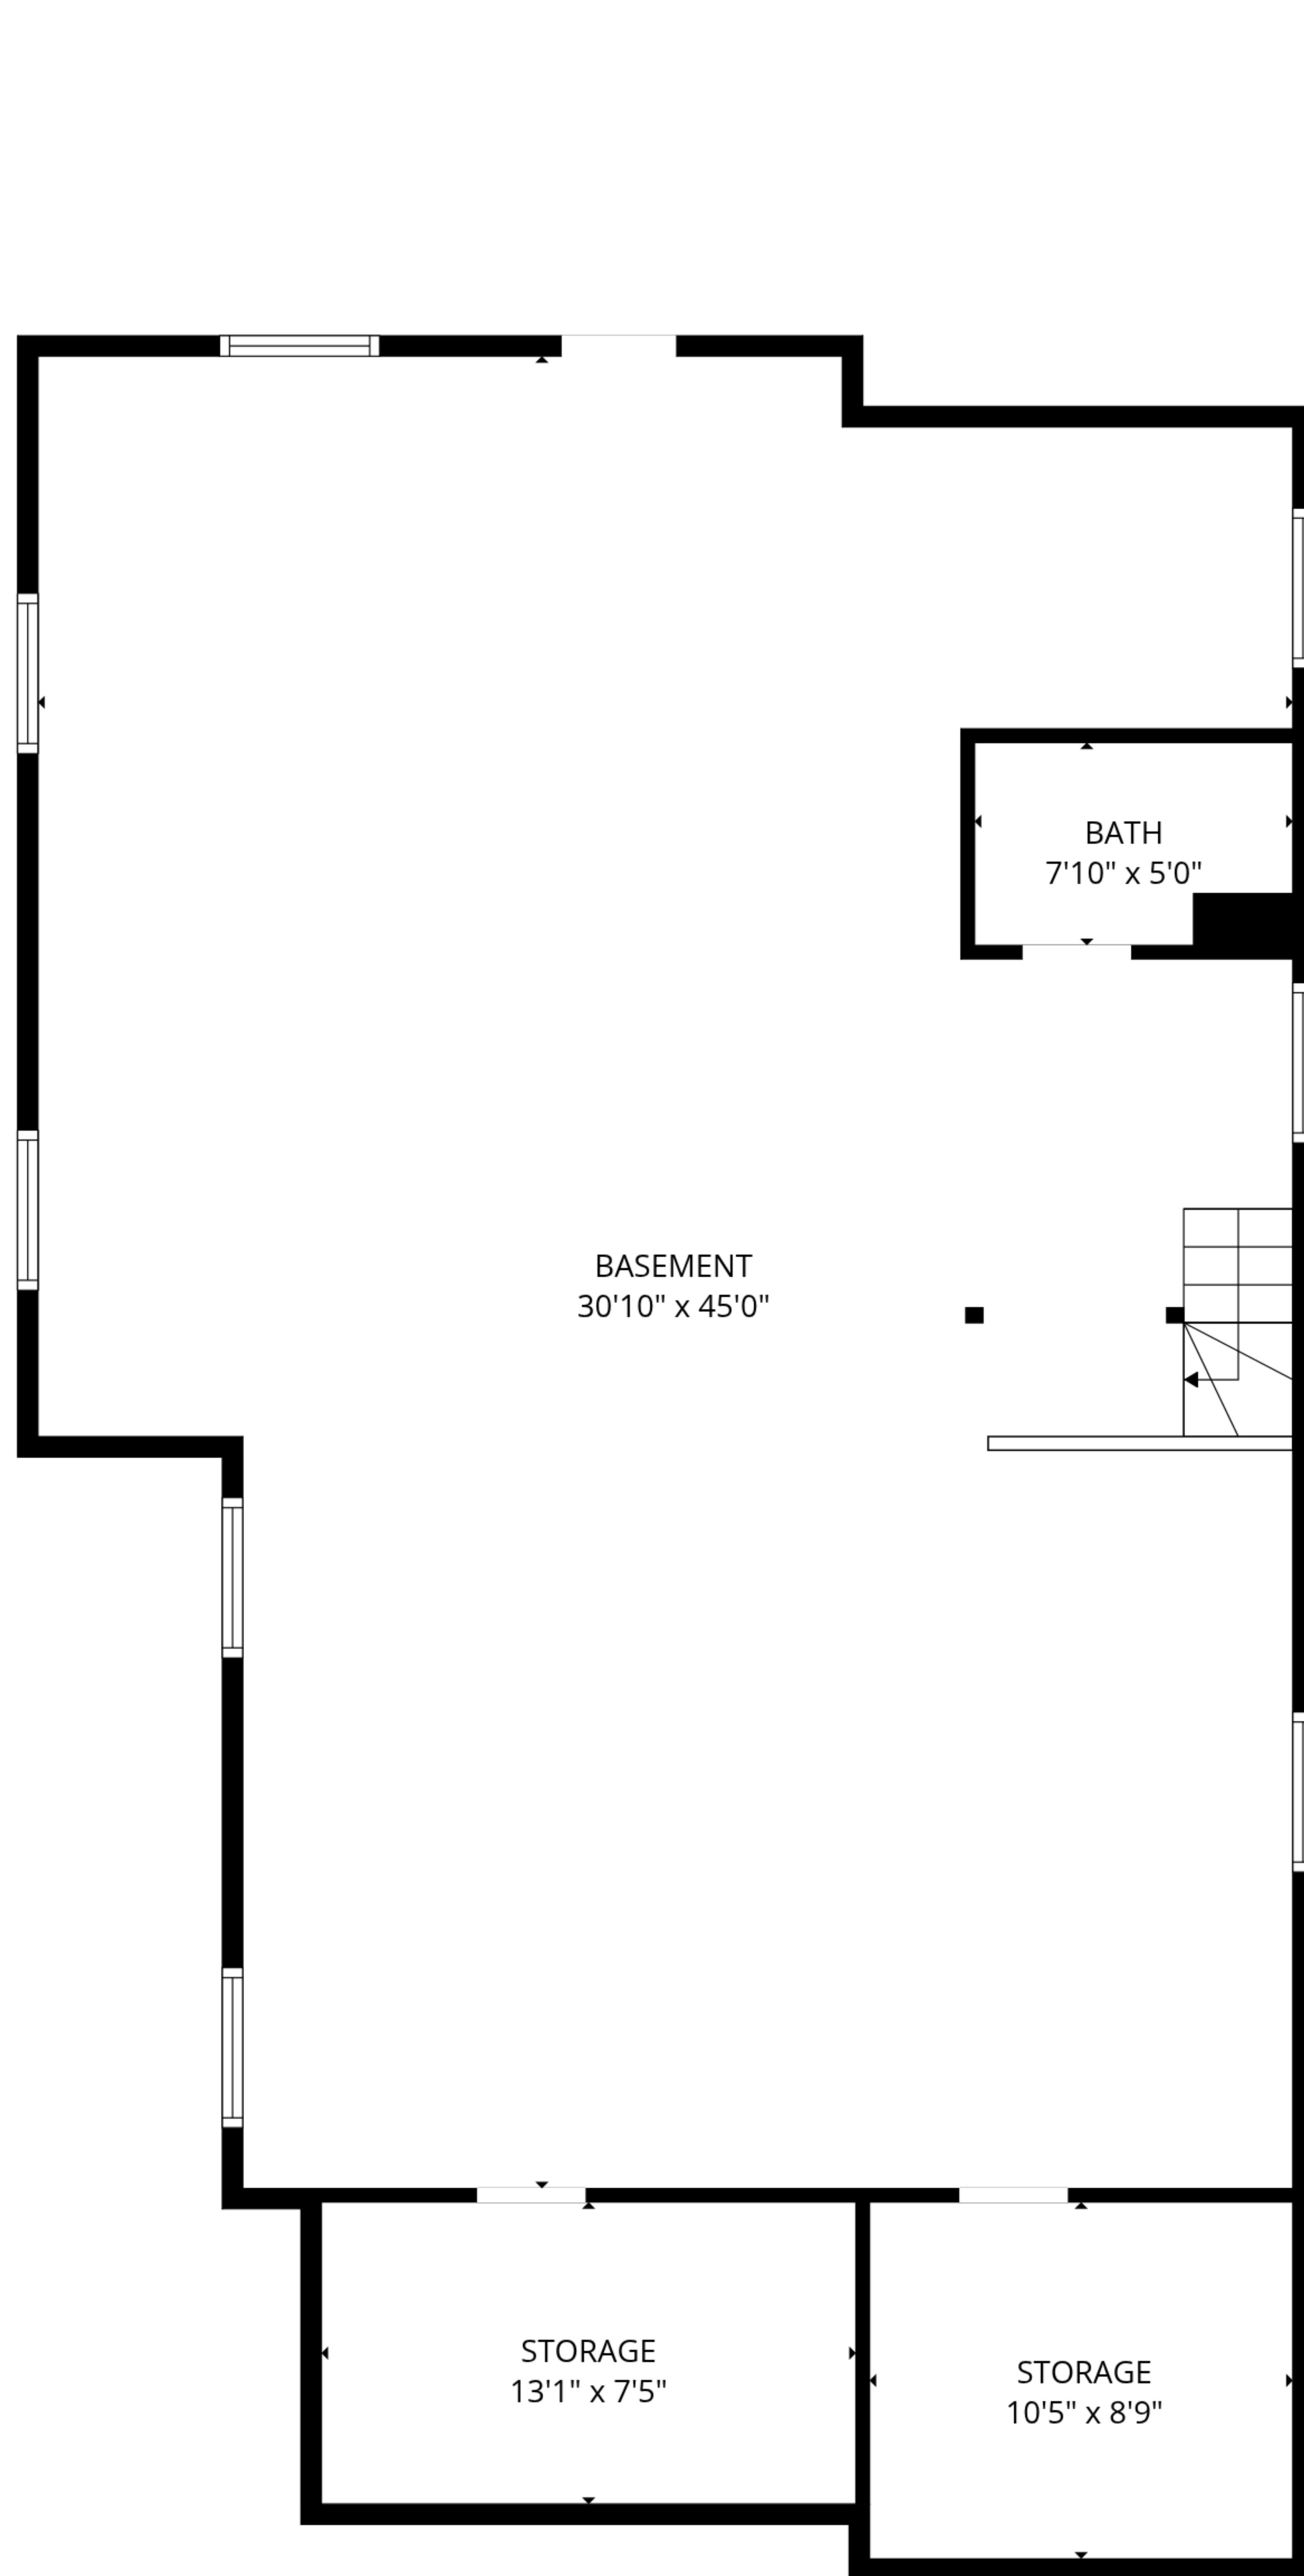 BATH
7'10" x 5'0"
BASEMENT
30'10" x 45'0"
STORAGE
13'1" x 7'5"
STORAGE
10'5" x 8'9"